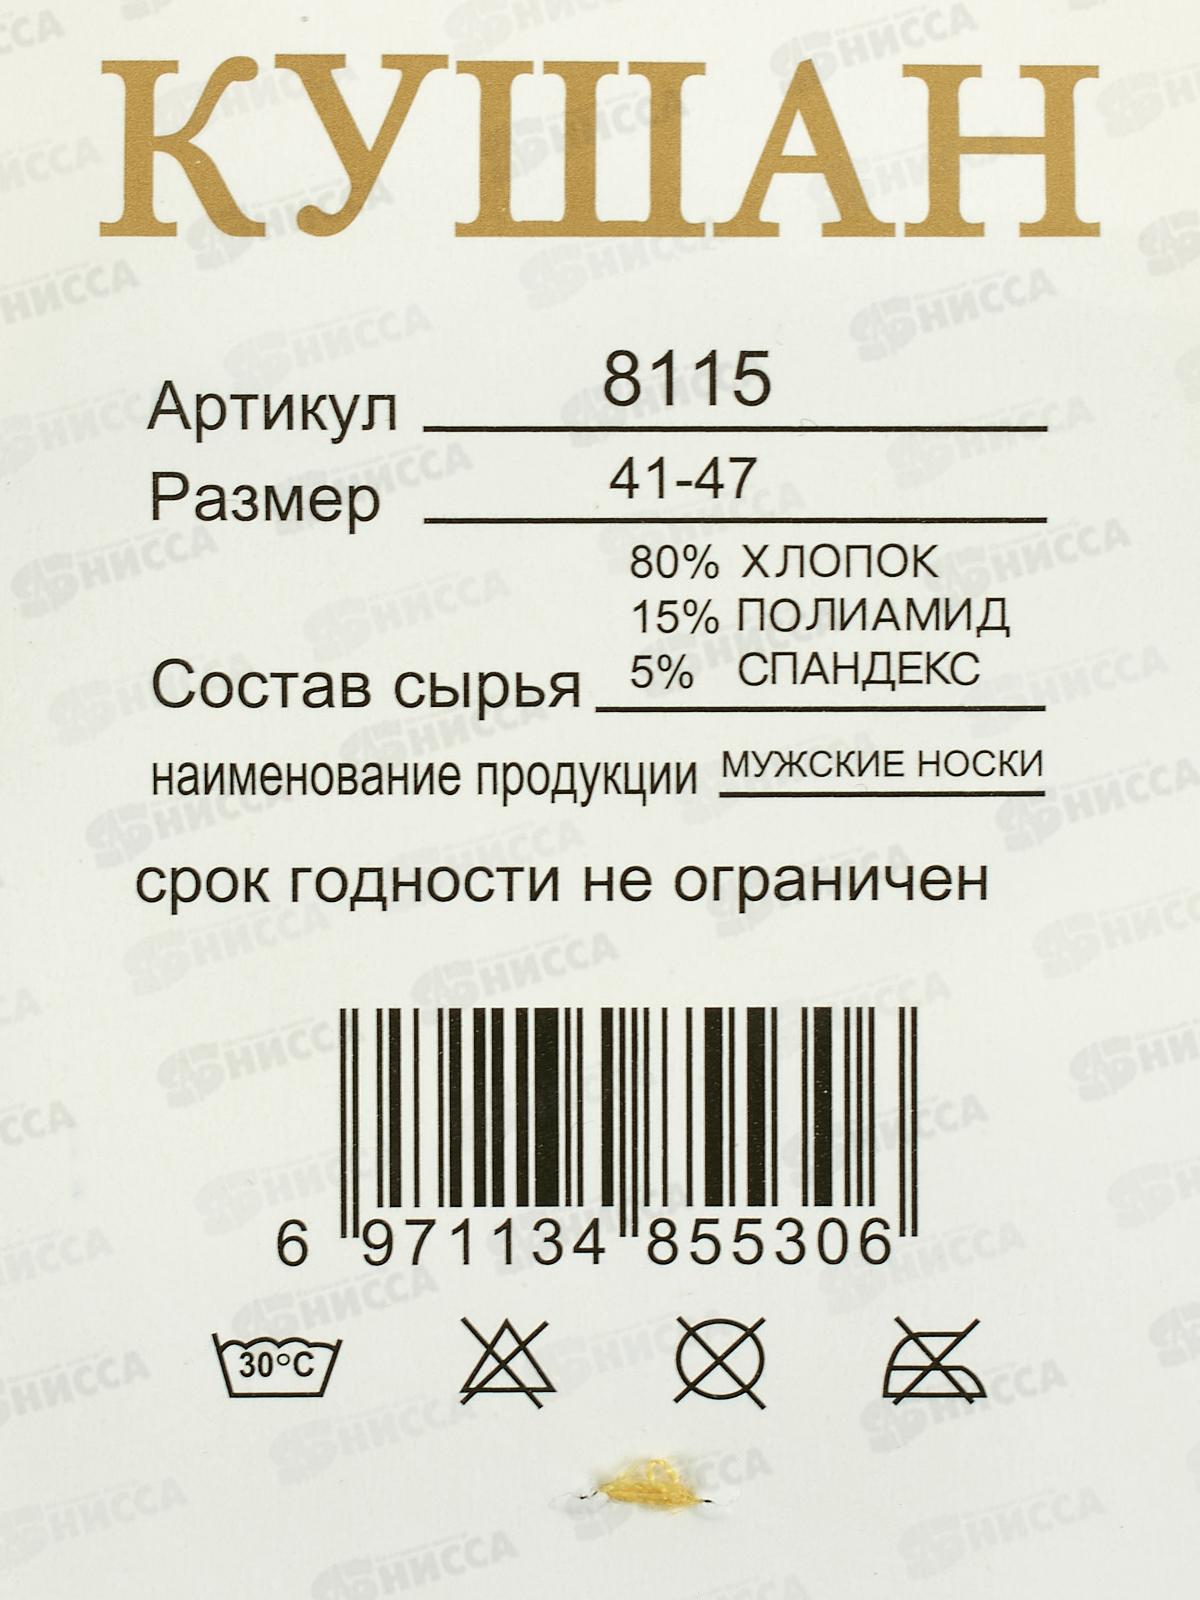 КУШАН
Артикул 8115
Размер 41-47
80% ХЛОПОК
15% ПОЛИАМИД
Состав сырья 5% СПАНДЕКС
наименование продукции МУЖСКИЕ НОСКИ
срок годности не ограничен
6 971134 855306
30°C
НИССА